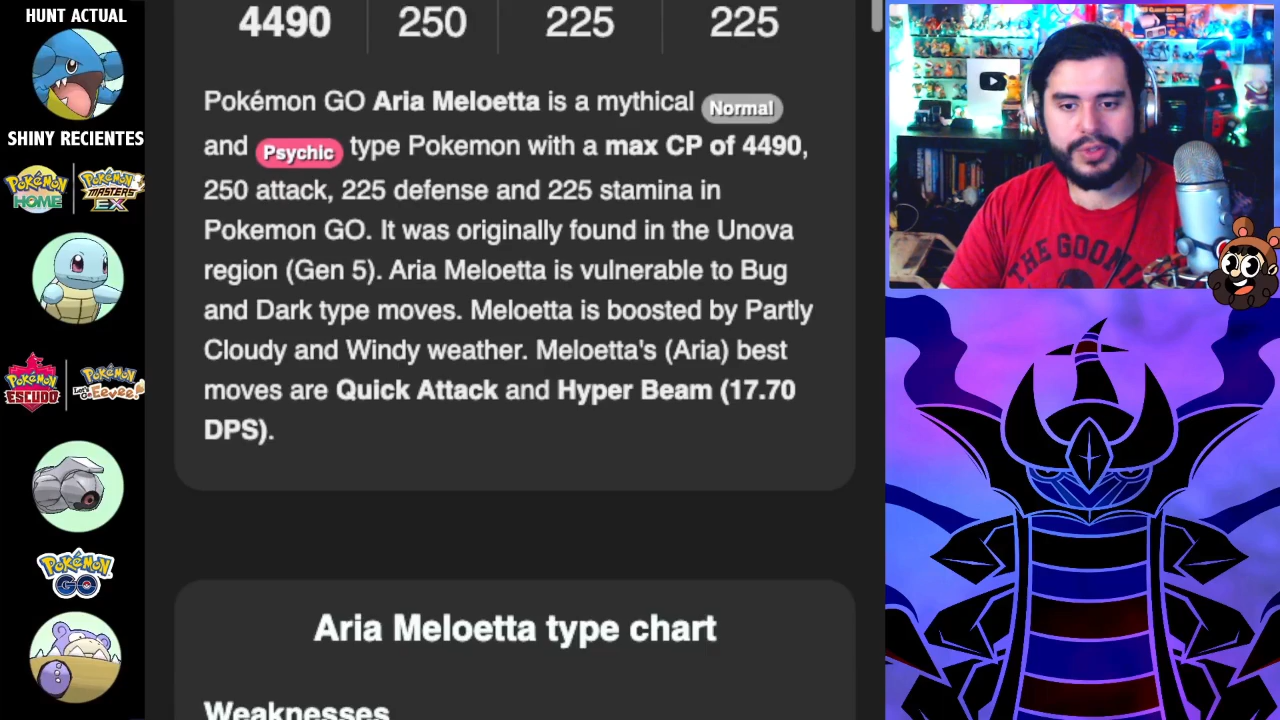 HUNT ACTUAL
SHINY RECIENTES
POKéMON HOME
POKéMON MASTERS EX
POKéMON ESCUDO
POKéMON Let's Go Eevee!
POKéMON GO
4490 250 225 225
Pokémon GO Aria Meloetta is a mythical Normal
and Psychic type Pokemon with a max CP of 4490,
250 attack, 225 defense and 225 stamina in
Pokemon GO. It was originally found in the Unova
region (Gen 5). Aria Meloetta is vulnerable to Bug
and Dark type moves. Meloetta is boosted by Partly
Cloudy and Windy weather. Meloetta's (Aria) best
moves are Quick Attack and Hyper Beam (17.70
DPS).
Aria Meloetta type chart
Weaknesses
THE GOONI